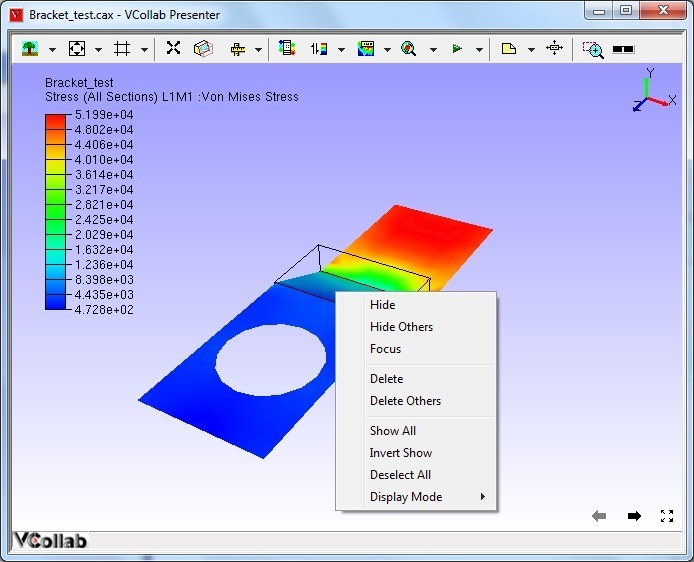 Bracket_test.cax - VCollab Presenter
Bracket_test
Stress (All Sections) L1M1 :Von Mises Stress
5.199e+04
4.802e+04
4.406e+04
4.010e+04
3.614e+04
3.217e+04
2.821e+04
2.425e+04
2.029e+04
1.632e+04
1.236e+04
8.398e+03
4.435e+03
4.728e+02
Y
X
Z
Hide
Hide Others
Focus
Delete
Delete Others
Show All
Invert Show
Deselect All
Display Mode
VCollab